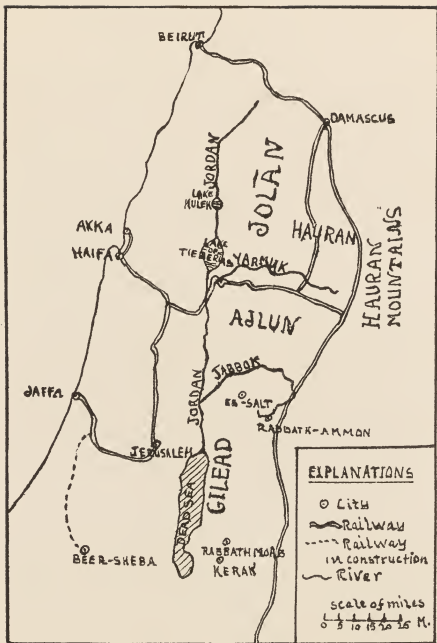 BEIRUT
DAMASCUS
JORDAN
JOLĀN
LAKE
HULEH
HAURAN
HAURAN
MOUNTAINS
AKKA
HAIFA
LAKE
OF
TIBERIAS
YARMUK
AJLUN
JABBOK
JAFFA
JORDAN
ES-SALT
RABBATH-AMMON
JERUSALEM
GILEAD
DEAD SEA
BEER-SHEBA
RABBATH MOAB
KERAK
EXPLANATIONS
City
Railway
Railway
in construction
River
scale of miles
0 5 10 15 20 25 M.